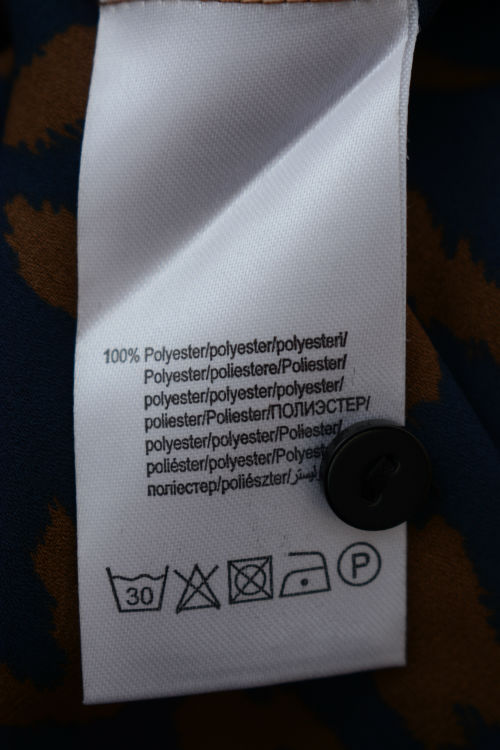 100% Polyester/polyester/polyesteri/
Polyester/poliestere/Poliester/
polyester/polyester/polyester/
poliester/Poliester/ПОЛИЭСТЕР/
polyester/polyester/Poliester/
poliéster/polyester/Polyest
поліестер/poliészter/
30
P